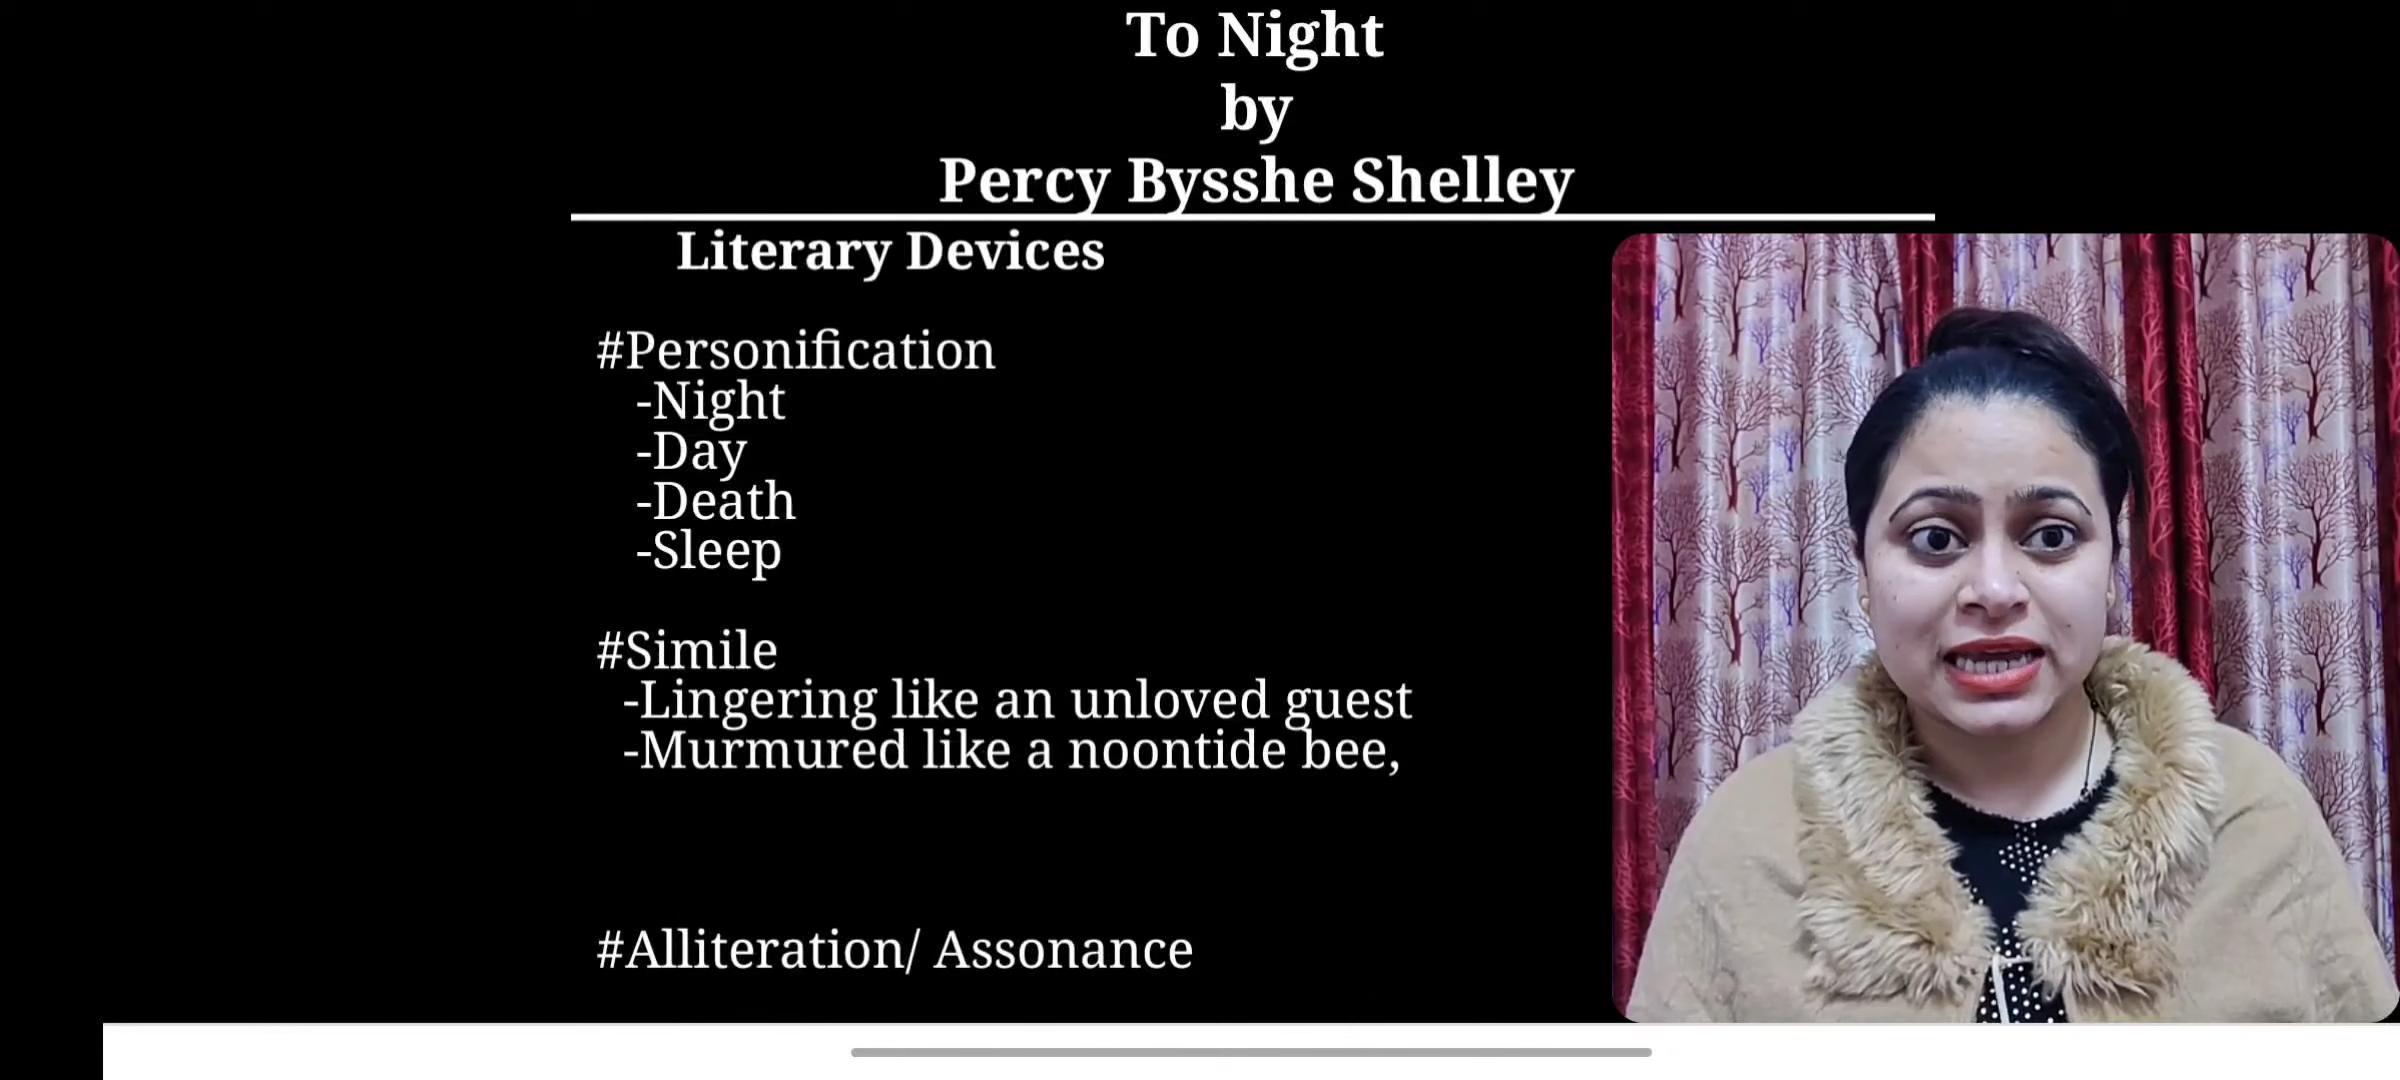 To Night
by
Percy Bysshe Shelley
Literary Devices
#Personification
-Night
-Day
-Death
-Sleep
#Simile
-Lingering like an unloved guest
-Murmured like a noontide bee,
#Alliteration/ Assonance